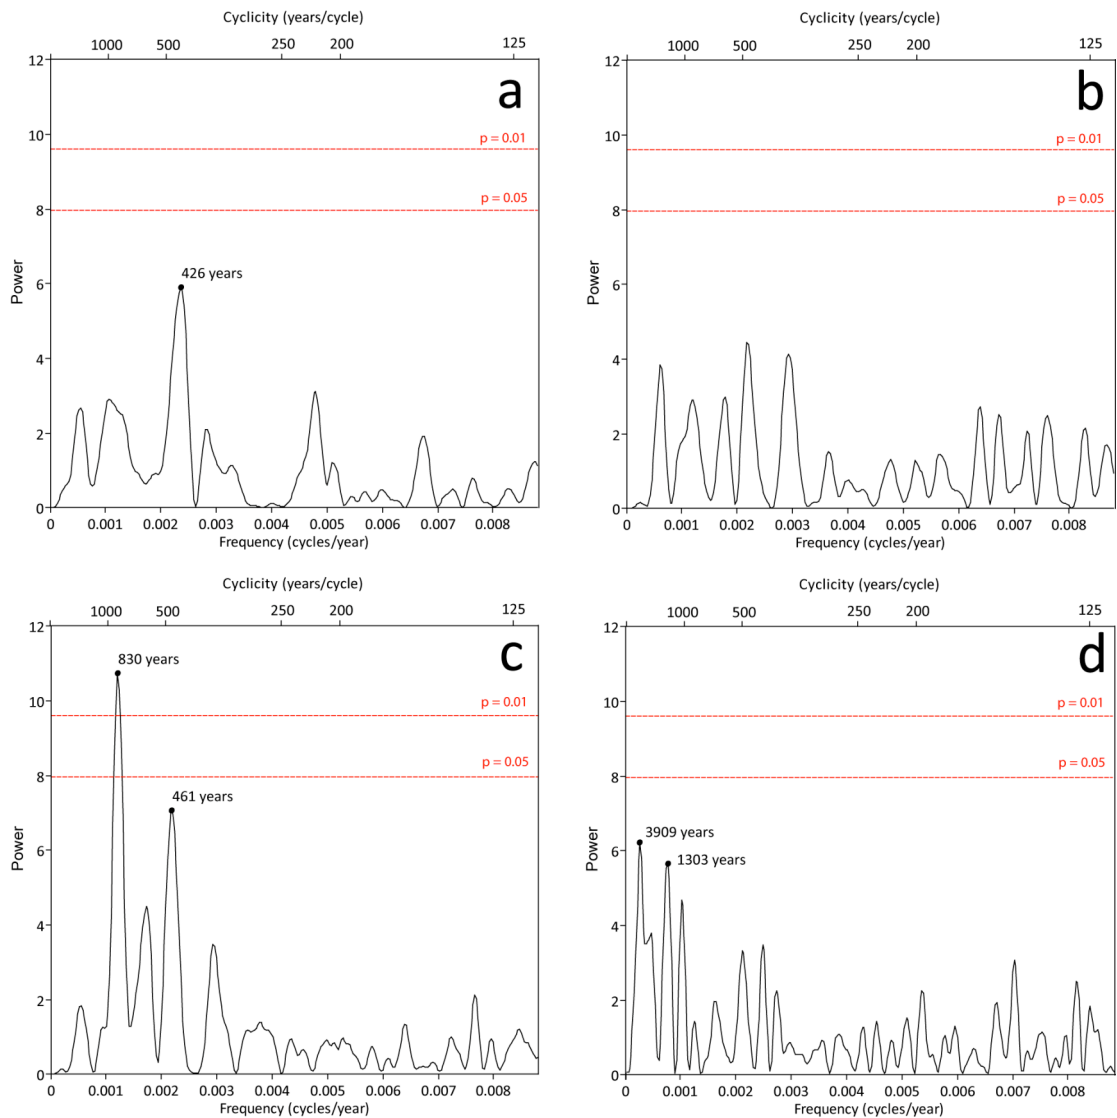 Cyclicity (years/cycle)
1000 500 250 200 125
a
12
10
8
6
4
2
0
Power
p = 0.01
p = 0.05
426 years
0 0.001 0.002 0.003 0.004 0.005 0.006 0.007 0.008
Frequency (cycles/year)
Cyclicity (years/cycle)
1000 500 250 200 125
b
12
10
8
6
4
2
0
Power
p = 0.01
p = 0.05
0 0.001 0.002 0.003 0.004 0.005 0.006 0.007 0.008
Frequency (cycles/year)
Cyclicity (years/cycle)
1000 500 250 200 125
c
12
10
8
6
4
2
0
Power
830 years
p = 0.01
p = 0.05
461 years
0 0.001 0.002 0.003 0.004 0.005 0.006 0.007 0.008
Frequency (cycles/year)
Cyclicity (years/cycle)
1000 500 250 200 125
d
12
10
8
6
4
2
0
Power
p = 0.01
p = 0.05
3909 years
1303 years
0 0.001 0.002 0.003 0.004 0.005 0.006 0.007 0.008
Frequency (cycles/year)